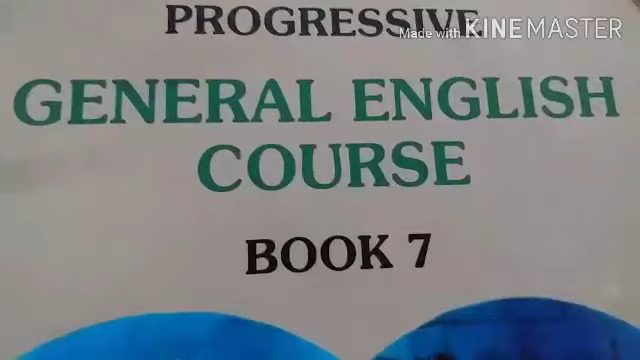 PROGRESSIVE
Made with KINEMASTER
GENERAL ENGLISH
COURSE
BOOK 7